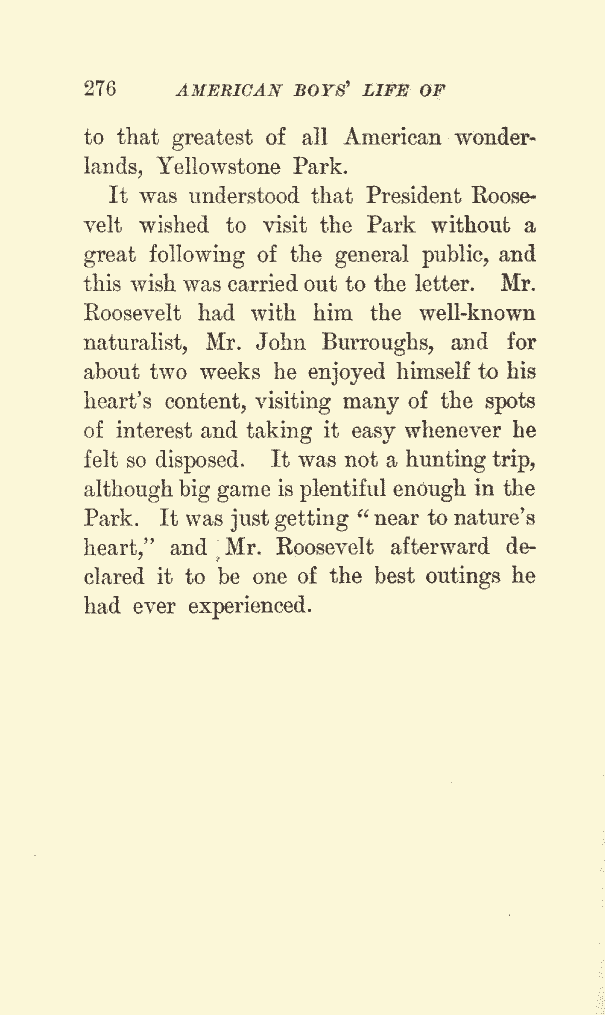 276 AMERICAN BOYS' LIFE OF
to that greatest of all American wonder-
lands, Yellowstone Park.
It was understood that President Roose-
velt wished to visit the Park without a
great following of the general public, and
this wish was carried out to the letter. Mr.
Roosevelt had with him the well-known
naturalist, Mr. John Burroughs, and for
about two weeks he enjoyed himself to his
heart's content, visiting many of the spots
of interest and taking it easy whenever he
felt so disposed. It was not a hunting trip,
although big game is plentiful enough in the
Park. It was just getting “ near to nature's
heart,” and Mr. Roosevelt afterward de-
clared it to be one of the best outings he
had ever experienced.